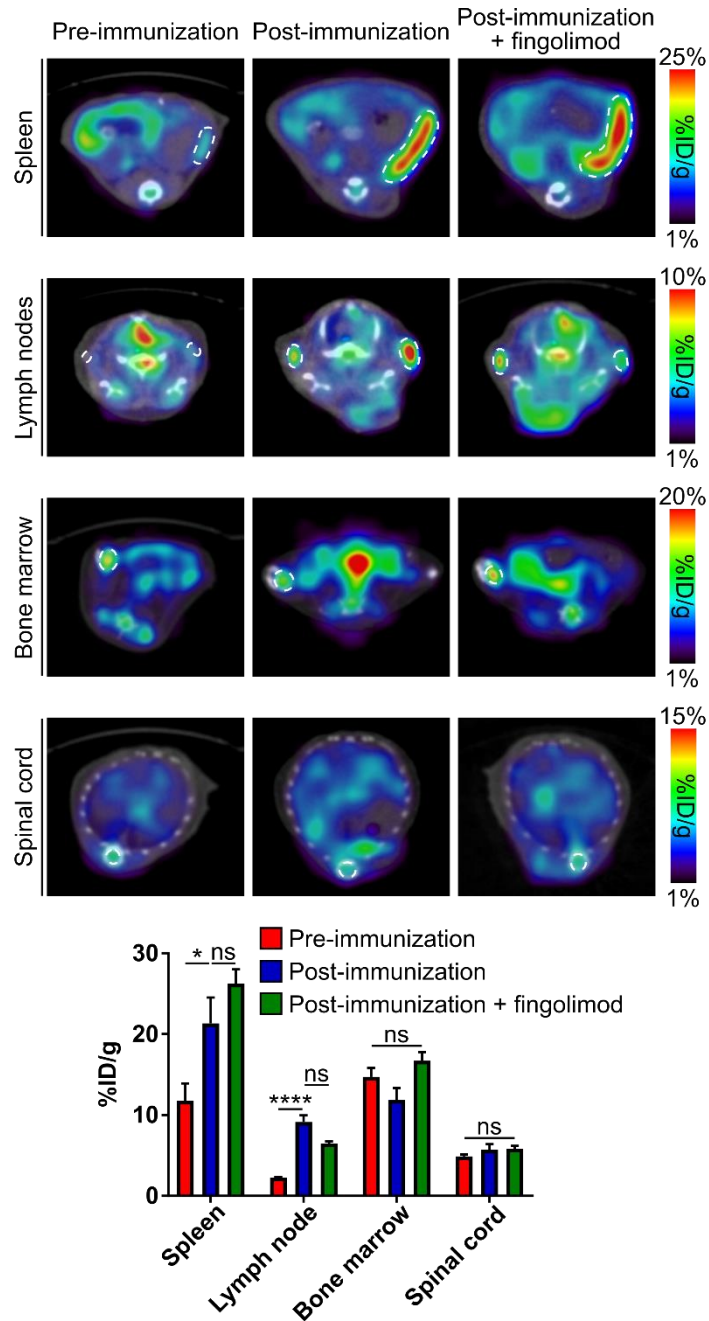 Pre-immunization
Post-immunization
Post-immunization
+ fingolimod
Spleen
25%
%ID/g
1%
Lymph nodes
10%
%ID/g
1%
Bone marrow
20%
%ID/g
1%
Spinal cord
15%
%ID/g
1%
Pre-immunization
Post-immunization
Post-immunization + fingolimod
%ID/g
30
20
10
0
* ns
**** ns
ns
ns
Spleen
Lymph node
Bone marrow
Spinal cord